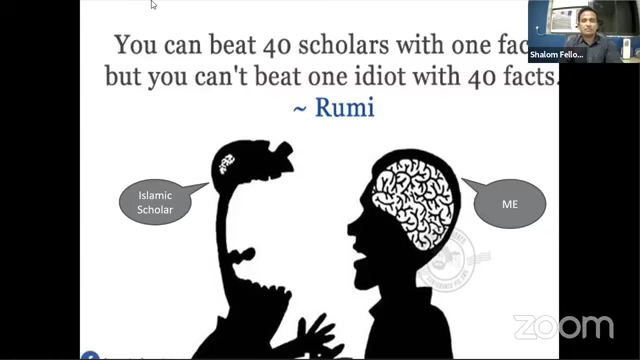 You can beat 40 scholars with one fac
but you can't beat one idiot with 40 facts.
~ Rumi
Shalom Fello...
Islamic
Scholar
ME
zoom